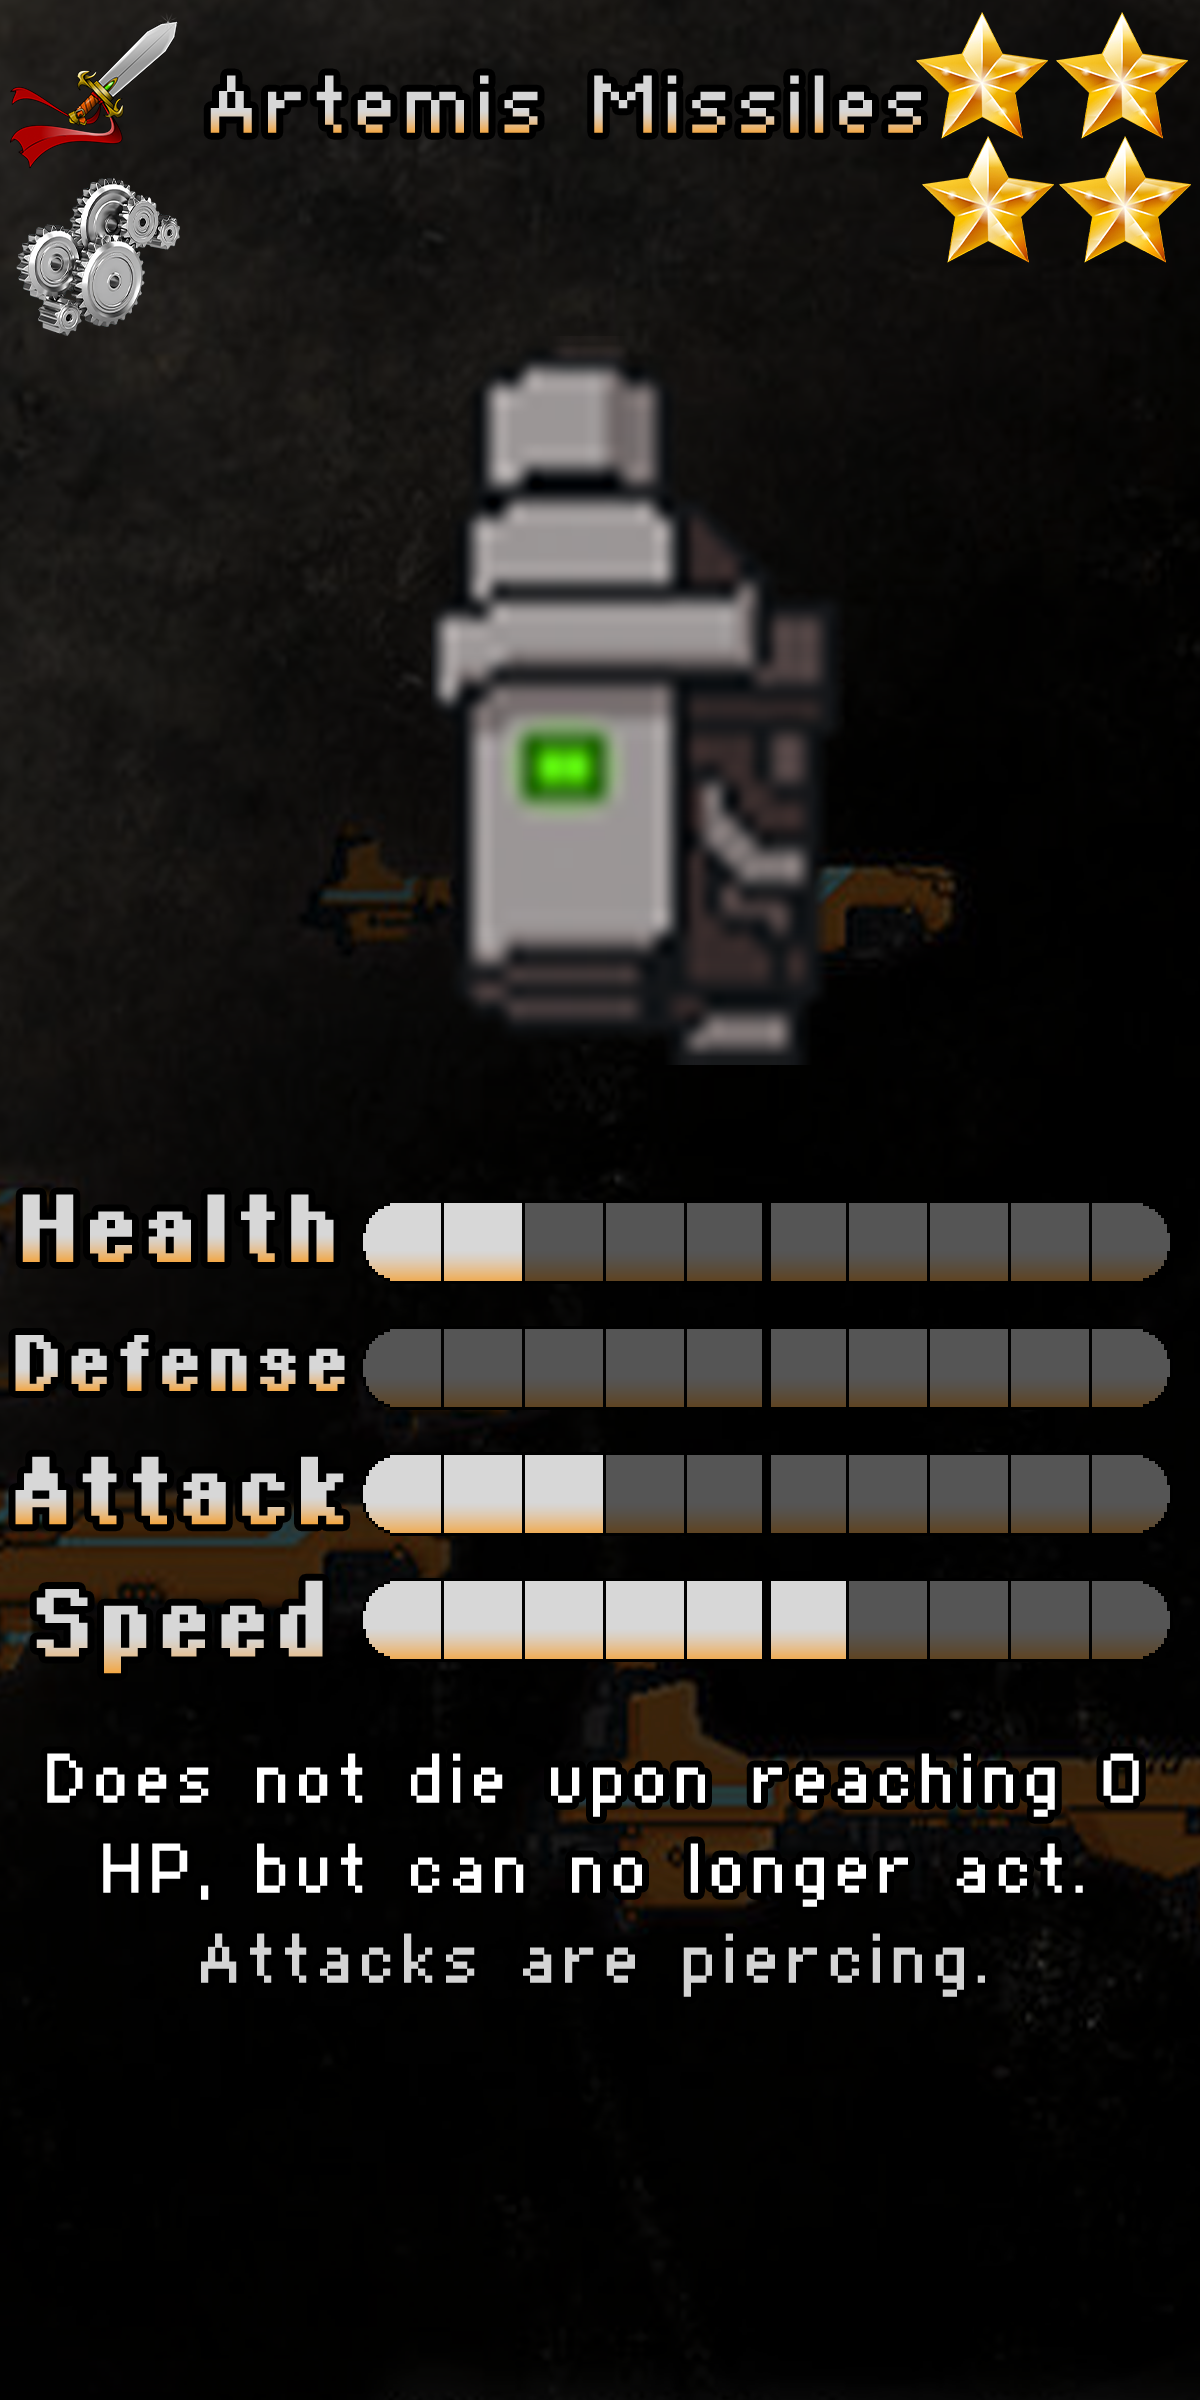 Artemis Missiles
Health
Defense
Attack
Speed
Does not die upon reaching 0
HP, but can no longer act.
Attacks are piercing.